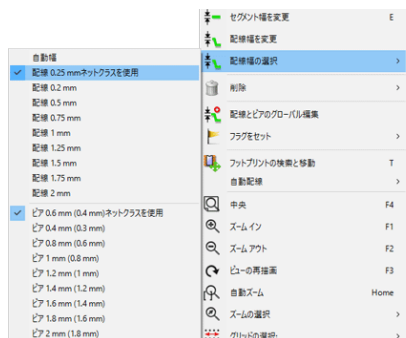 自動幅
配線 0.25 mmネットクラスを使用
配線 0.2 mm
配線 0.5 mm
配線 0.75 mm
配線 1 mm
配線 1.25 mm
配線 1.5 mm
配線 1.75 mm
配線 2 mm
ビア 0.6 mm (0.4 mm)ネットクラスを使用
ビア 0.4 mm (0.3 mm)
ビア 0.8 mm (0.6 mm)
ビア 1 mm (0.8 mm)
ビア 1.2 mm (1 mm)
ビア 1.4 mm (1.2 mm)
ビア 1.6 mm (1.4 mm)
ビア 1.8 mm (1.6 mm)
ビア 2 mm (1.8 mm)
セグメント幅を変更 E
配線幅を変更
配線幅の選択
削除
配線とビアのグローバル編集
フラグをセット
フットプリントの検索と移動 T
自動配線
中央 F4
ズーム イン F1
ズーム アウト F2
ビューの再描画 F3
自動ズーム Home
ズームの選択
グリッドの選択: